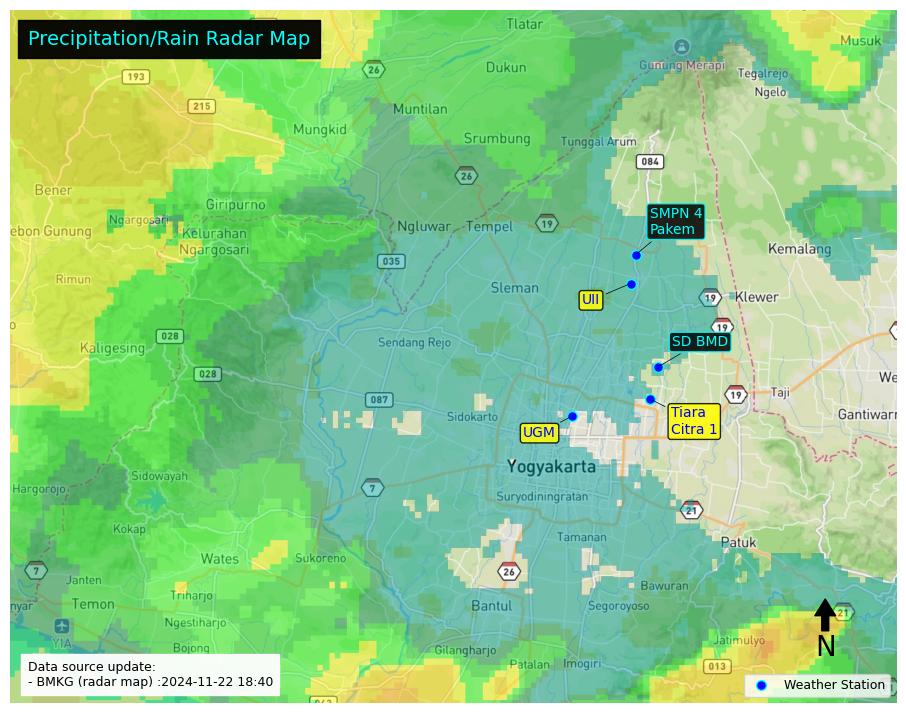 Precipitation/Rain Radar Map
Tlatar
Musuk
Gunung Merapi
26
Dukun
Tegalrejo
193
Ngelo
215
Muntilan
Mungkid
Srumbung
Tunggal Arum
084
26
Bener
Giripurno
SMPN 4
Pakem
Ngargosari
Ngluwar
Tempel
19
ebon Gunung
Kelurahan
Ngargosari
Kemalang
035
Rimun
Sleman
UII
19
Klewer
19
028
Sendang Rejo
SD BMD
Kaligesing
028
We
087
19
Taji
Sidokarto
Tiara
Citra 1
Gantiwarn
UGM
Yogyakarta
Sidowayah
Hargorojo
7
Suryodiningratan
21
Kokap
Tamanan
Patuk
Wates
Sukoreno
7
26
Janten
Bawuran
Temon
Triharjo
nyar
Bantul
Segoroyoso
21
Ngestiharjo
YIA
N
Bojong
Gilangharjo
Jatimulyo
Patalan
Imogiri
013
Data source update:
- BMKG (radar map) :2024-11-22 18:40
Weather Station